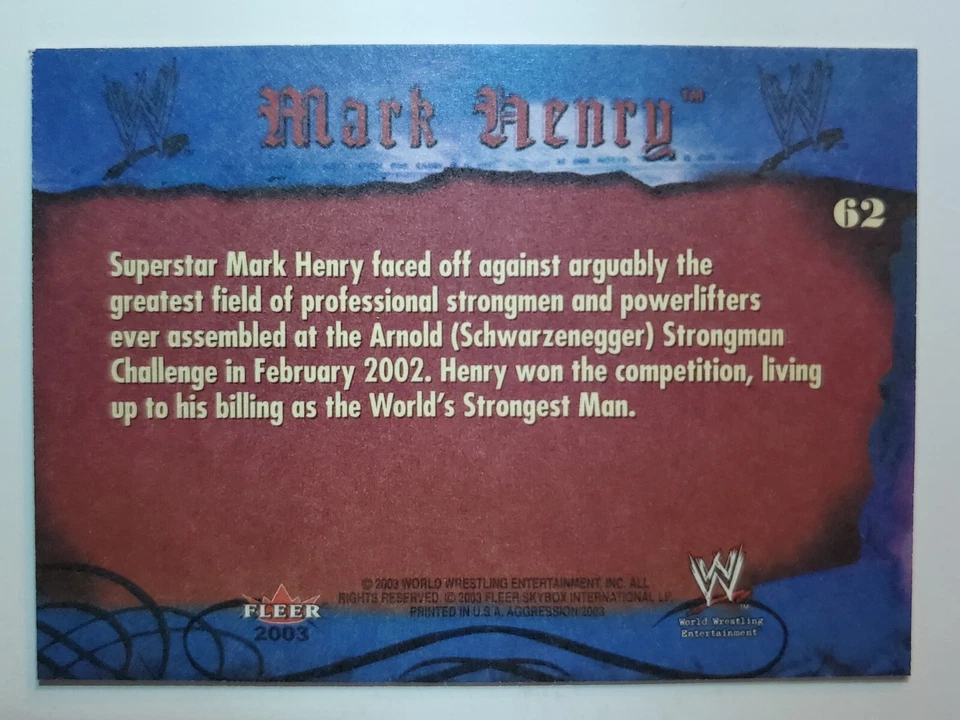 Mark Henry™
62
Superstar Mark Henry faced off against arguably the
greatest field of professional strongmen and powerlifters
ever assembled at the Arnold (Schwarzenegger) Strongman
Challenge in February 2002. Henry won the competition, living
up to his billing as the World's Strongest Man.
© 2003 WORLD WRESTLING ENTERTAINMENT, INC. ALL
RIGHTS RESERVED. © 2003 FLEER SKYBOX INTERNATIONAL LP.
PRINTED IN U.S.A. AGGRESSION 2003
FLEER
2003
W
™
World Wrestling
Entertainment